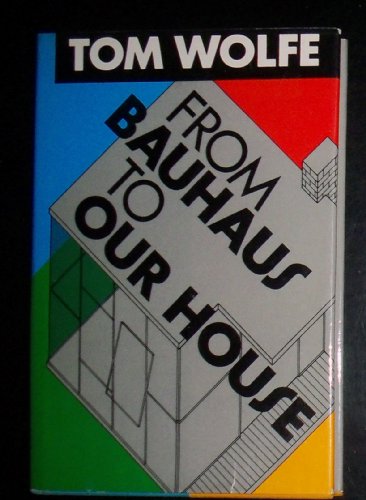 TOM WOLFE
FROM
BAUHAUS
TO
OUR HOUSE